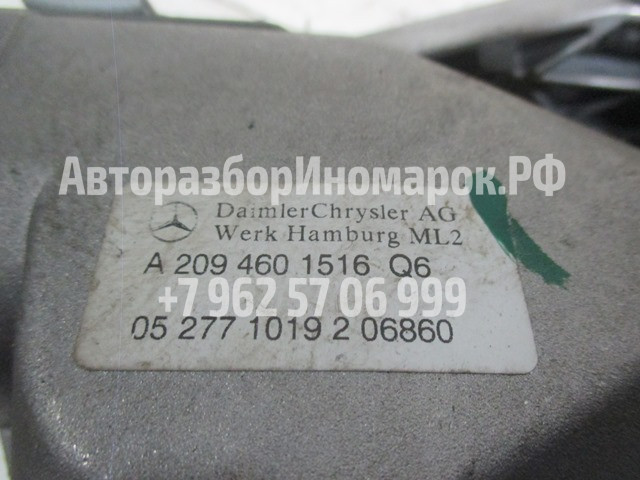 АвторазборИномарок.РФ
DaimlerChrysler AG
Werk Hamburg ML2
A 209 460 1516 Q6
+7 962 57 06 999
05 277 1019 2 06860